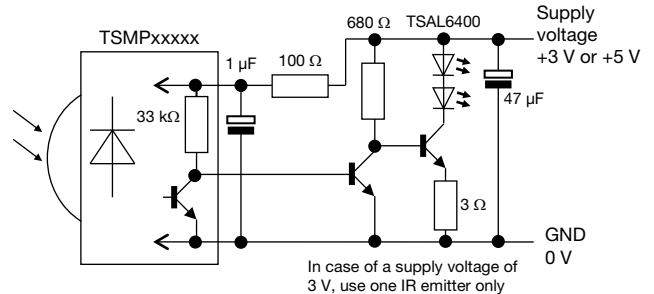 TSMPxxxxx
1 µF
100 Ω
680 Ω
TSAL6400
Supply
voltage
+3 V or +5 V
33 kΩ
47 µF
3 Ω
GND
0 V
In case of a supply voltage of
3 V, use one IR emitter only